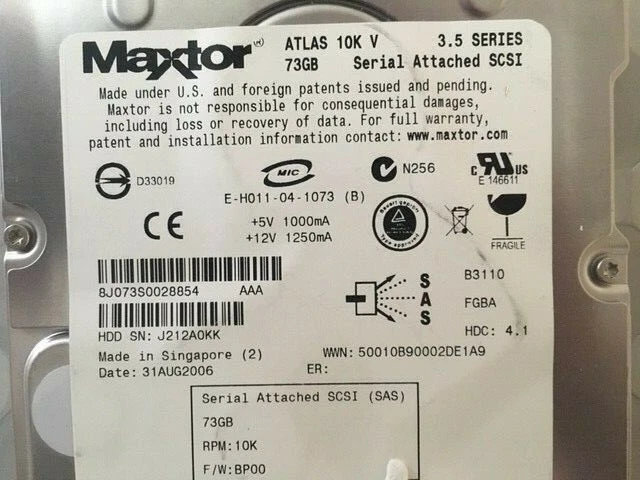 Maxtor ATLAS 10K V 3.5 SERIES
73GB Serial Attached SCSI
Made under U.S. and foreign patents issued and pending.
Maxtor is not responsible for consequential damages,
including loss or recovery of data. For full warranty,
patent and installation information contact: www.maxtor.com
D33019
MIC
N256
C RU US
E 146611
E-H011-04-1073 (B)
CE
+5V 1000mA
+12V 1250mA
FRAGILE
8J073S0028854 AAA
SAS
B3110
FGBA
HDC: 4.1
HDD SN: J212A0KK
Made in Singapore (2)
WWN: 50010B90002DE1A9
Date: 31AUG2006
ER:
Serial Attached SCSI (SAS)
73GB
RPM:10K
F/W:BP00